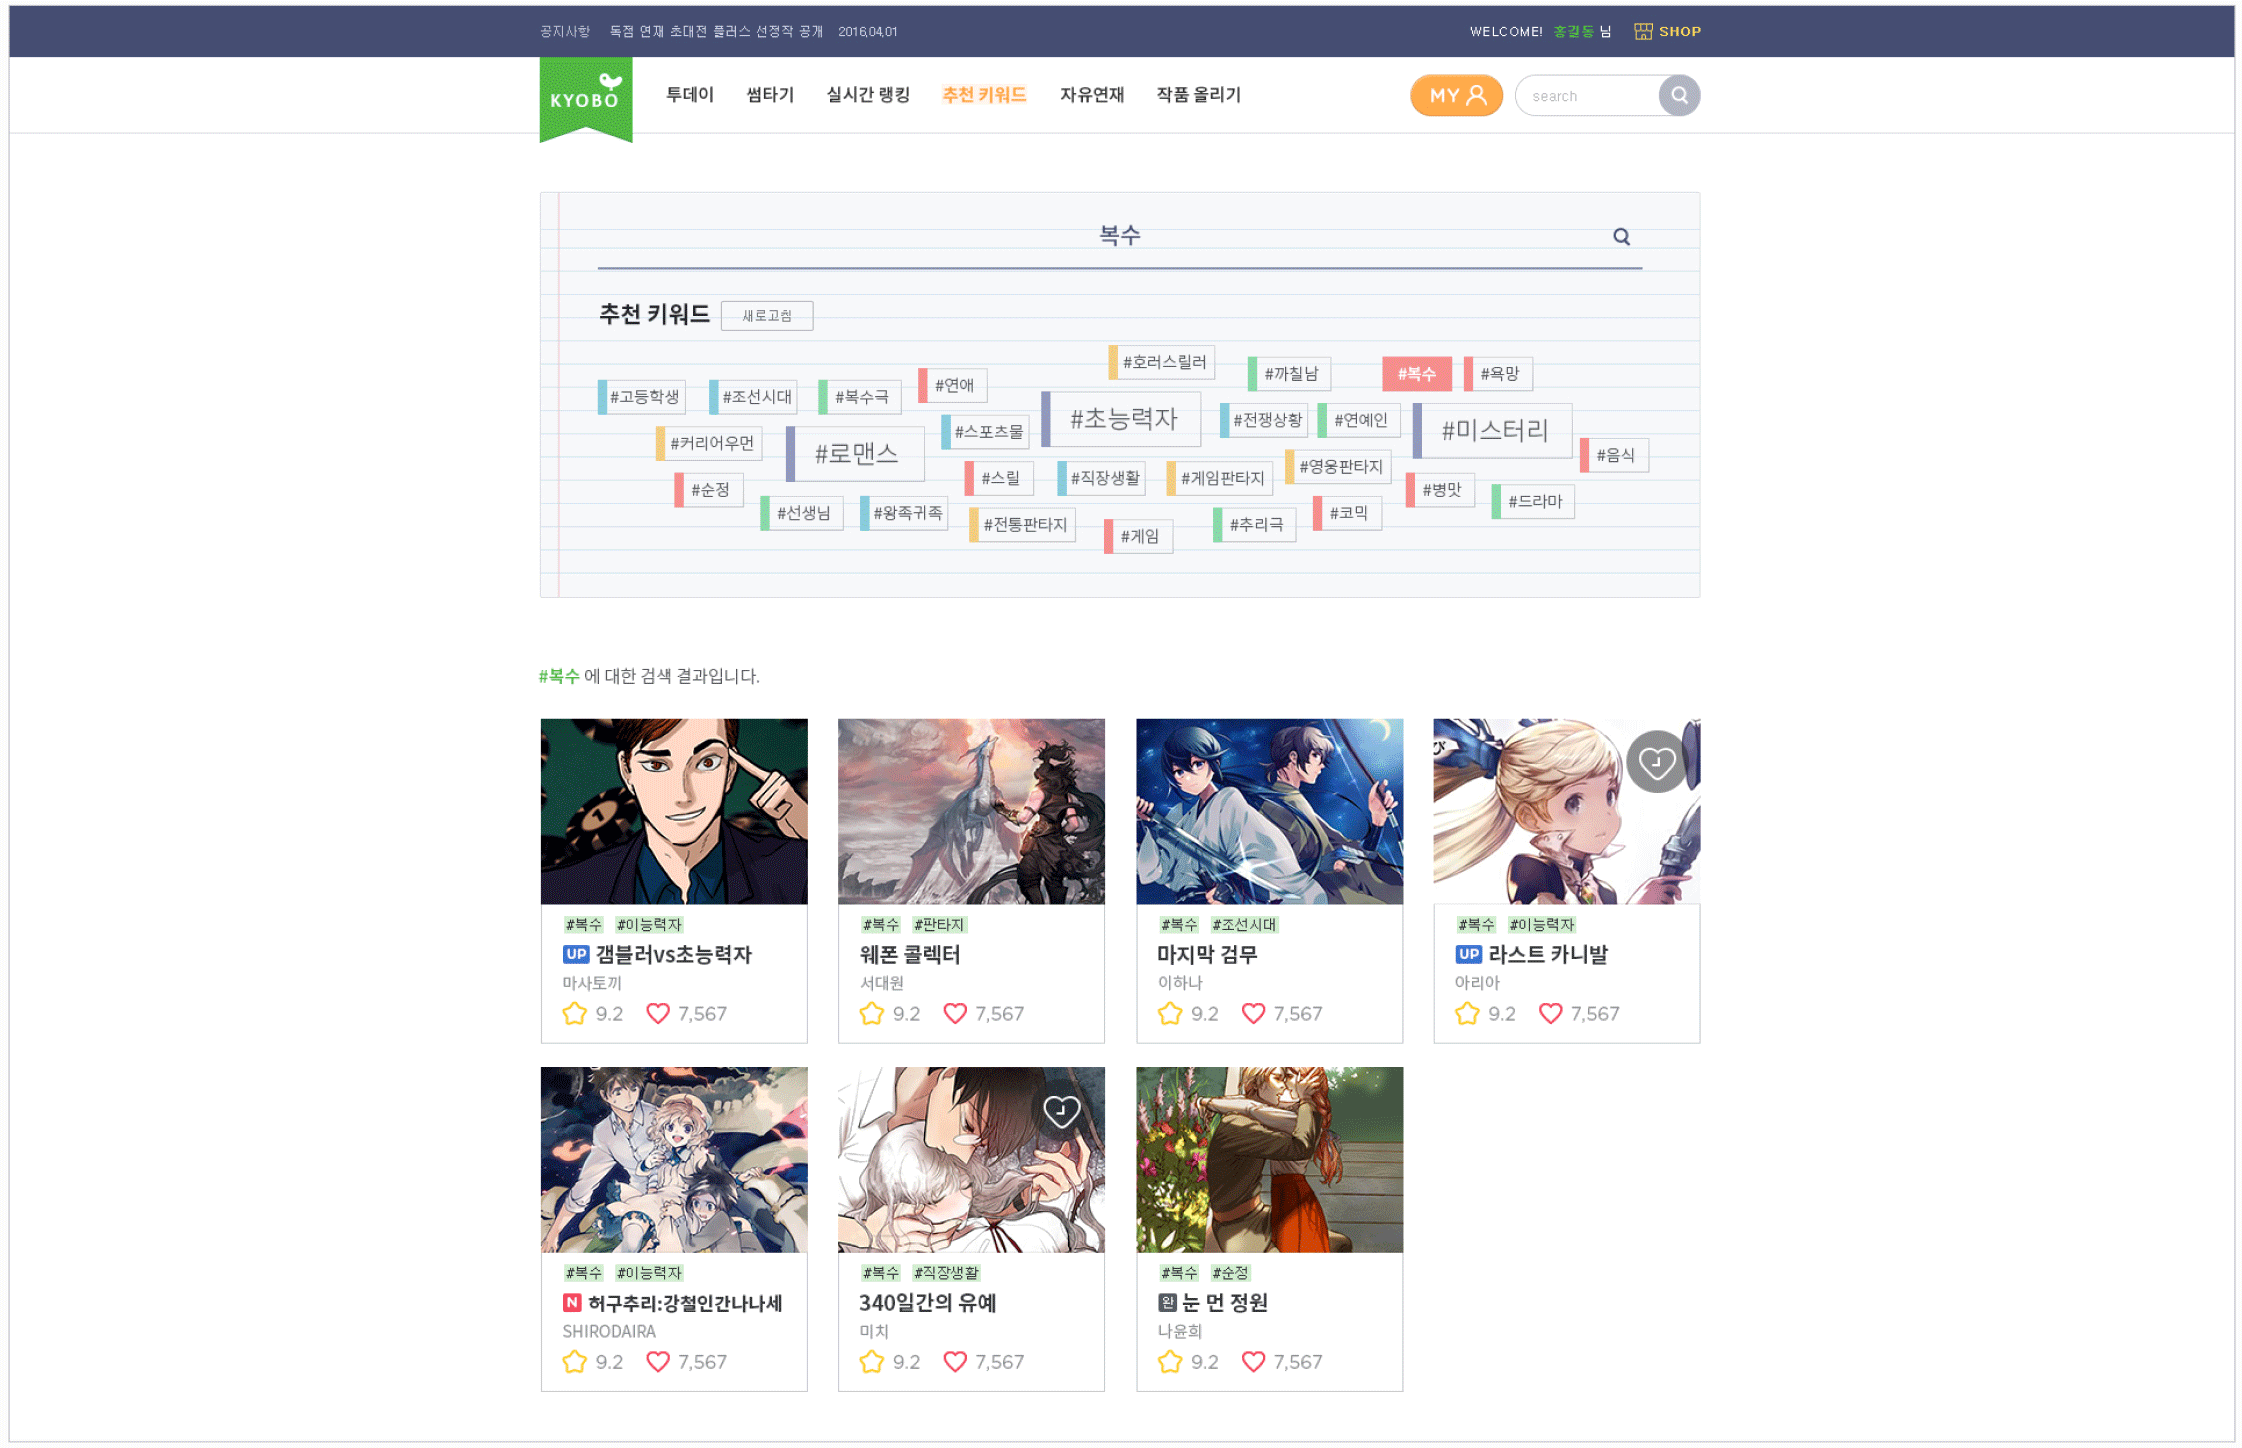 공지사항 독점 연재 초대전 플러스 선정작 공개 2016.04.01 WELCOME! 홍길동 님 SHOP
KYOBO 투데이 썸타기 실시간 랭킹 추천 키워드 자유연재 작품 올리기 MY search
복수
추천 키워드 새로고침
#호러스릴러 #까칠남 #복수 #욕망
#고등학생 #조선시대 #복수극 #연애
#초능력자 #전쟁상황 #연예인 #미스터리
#커리어우먼 #로맨스 #스포츠물 #음식
#순정 #스릴 #직장생활 #게임판타지 #영웅판타지 #병맛 #드라마
#선생님 #왕족귀족 #전통판타지 #게임 #추리극 #코믹
#복수 에 대한 검색 결과입니다.
#복수 #이능력자
UP 갬블러vs초능력자
마사토끼
9.2 7,567
#복수 #판타지
웨폰 콜렉터
서대원
9.2 7,567
#복수 #조선시대
마지막 검무
이하나
9.2 7,567
び
#복수 #이능력자
UP 라스트 카니발
아리아
9.2 7,567
#복수 #이능력자
N 허구추리:강철인간나나세
SHIRODAIRA
9.2 7,567
#복수 #직장생활
340일간의 유예
미치
9.2 7,567
#복수 #순정
완 눈 먼 정원
나윤희
9.2 7,567